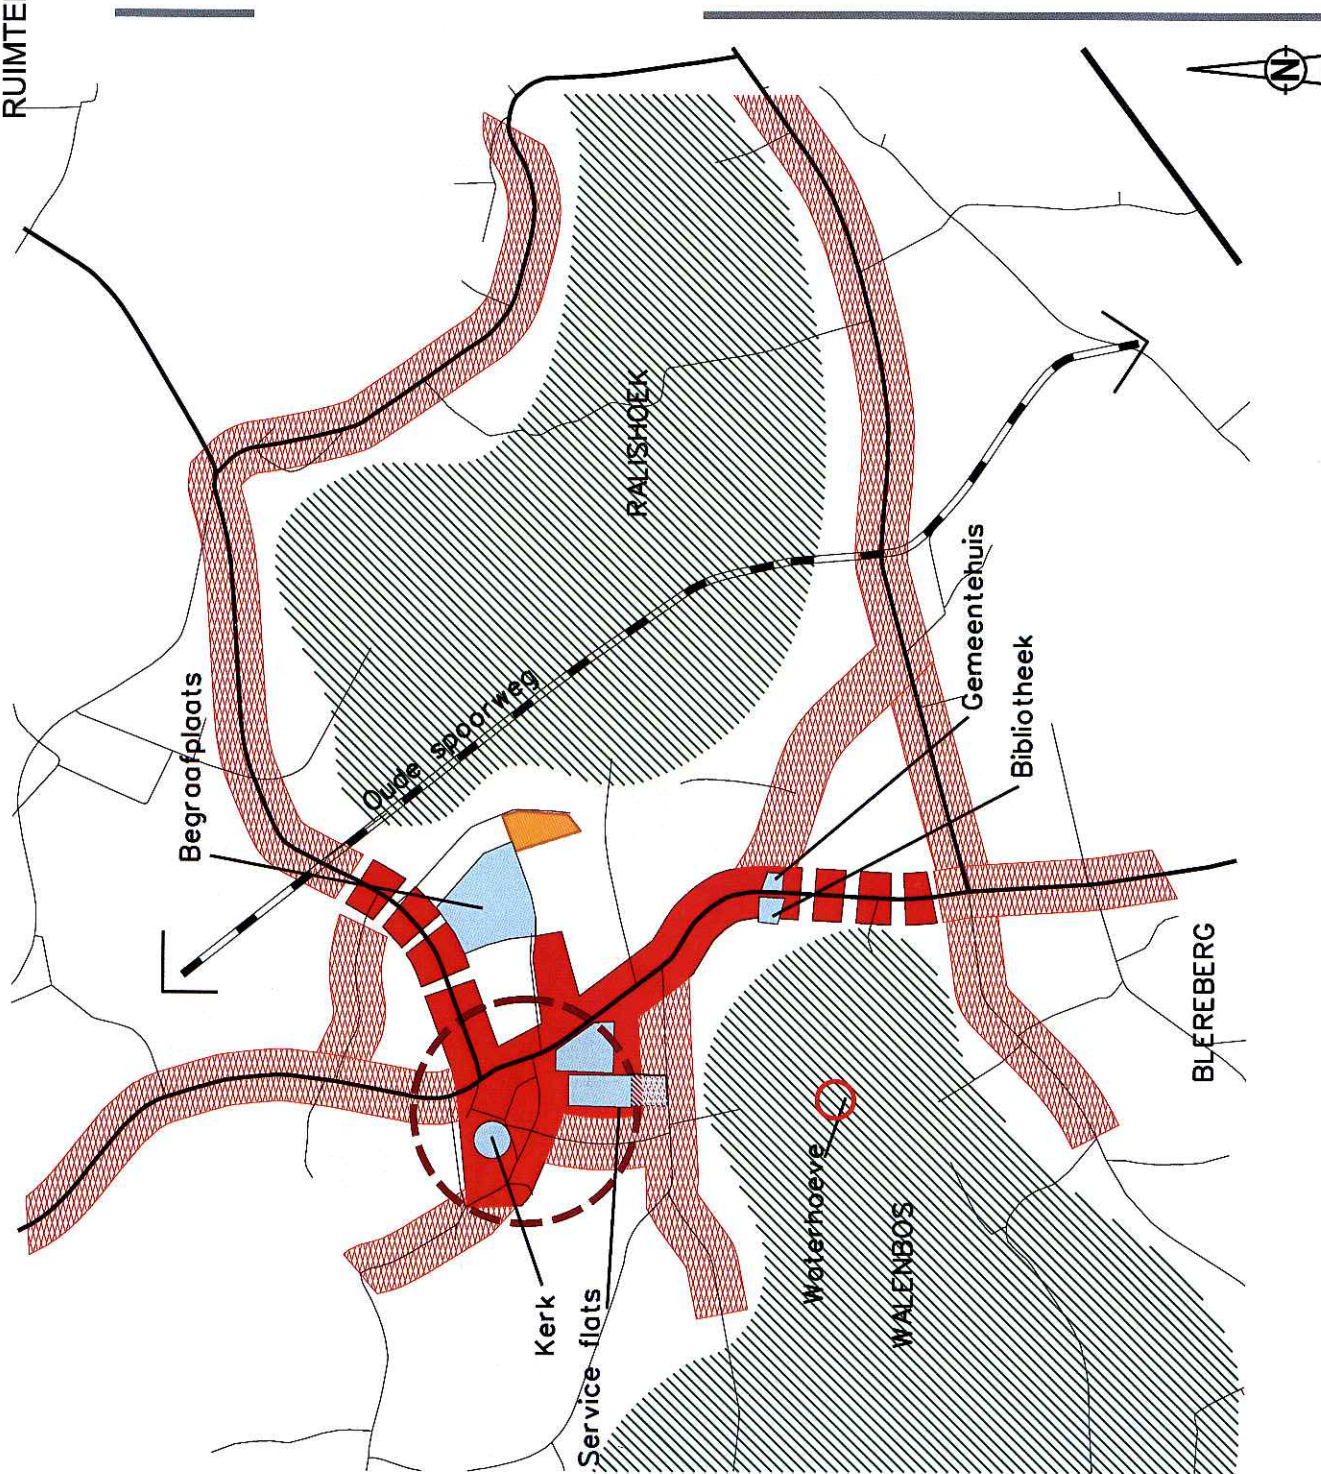 RUIMTE
N
RALISHOEK
Begraafplaats
Oude spoorweg
Gemeentehuis
Bibliotheek
BLEREBERG
Waterhoeve
WALENBOS
Kerk
Service flats